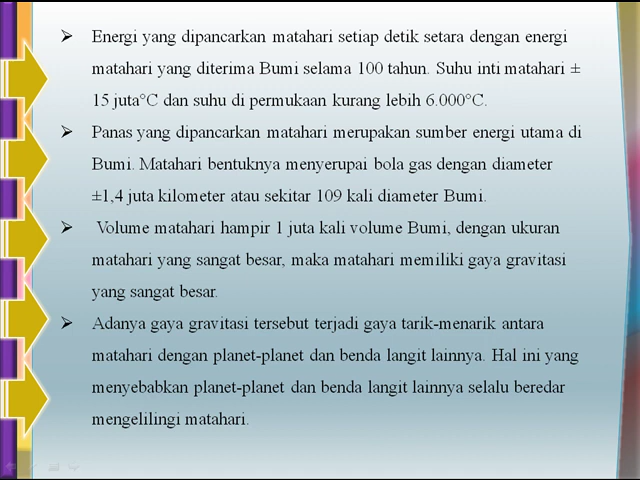 ➢ Energi yang dipancarkan matahari setiap detik setara dengan energi
matahari yang diterima Bumi selama 100 tahun. Suhu inti matahari ±
15 juta°C dan suhu di permukaan kurang lebih 6.000°C.
➢ Panas yang dipancarkan matahari merupakan sumber energi utama di
Bumi. Matahari bentuknya menyerupai bola gas dengan diameter
±1,4 juta kilometer atau sekitar 109 kali diameter Bumi.
➢ Volume matahari hampir 1 juta kali volume Bumi, dengan ukuran
matahari yang sangat besar, maka matahari memiliki gaya gravitasi
yang sangat besar.
➢ Adanya gaya gravitasi tersebut terjadi gaya tarik-menarik antara
matahari dengan planet-planet dan benda langit lainnya. Hal ini yang
menyebabkan planet-planet dan benda langit lainnya selalu beredar
mengelilingi matahari.